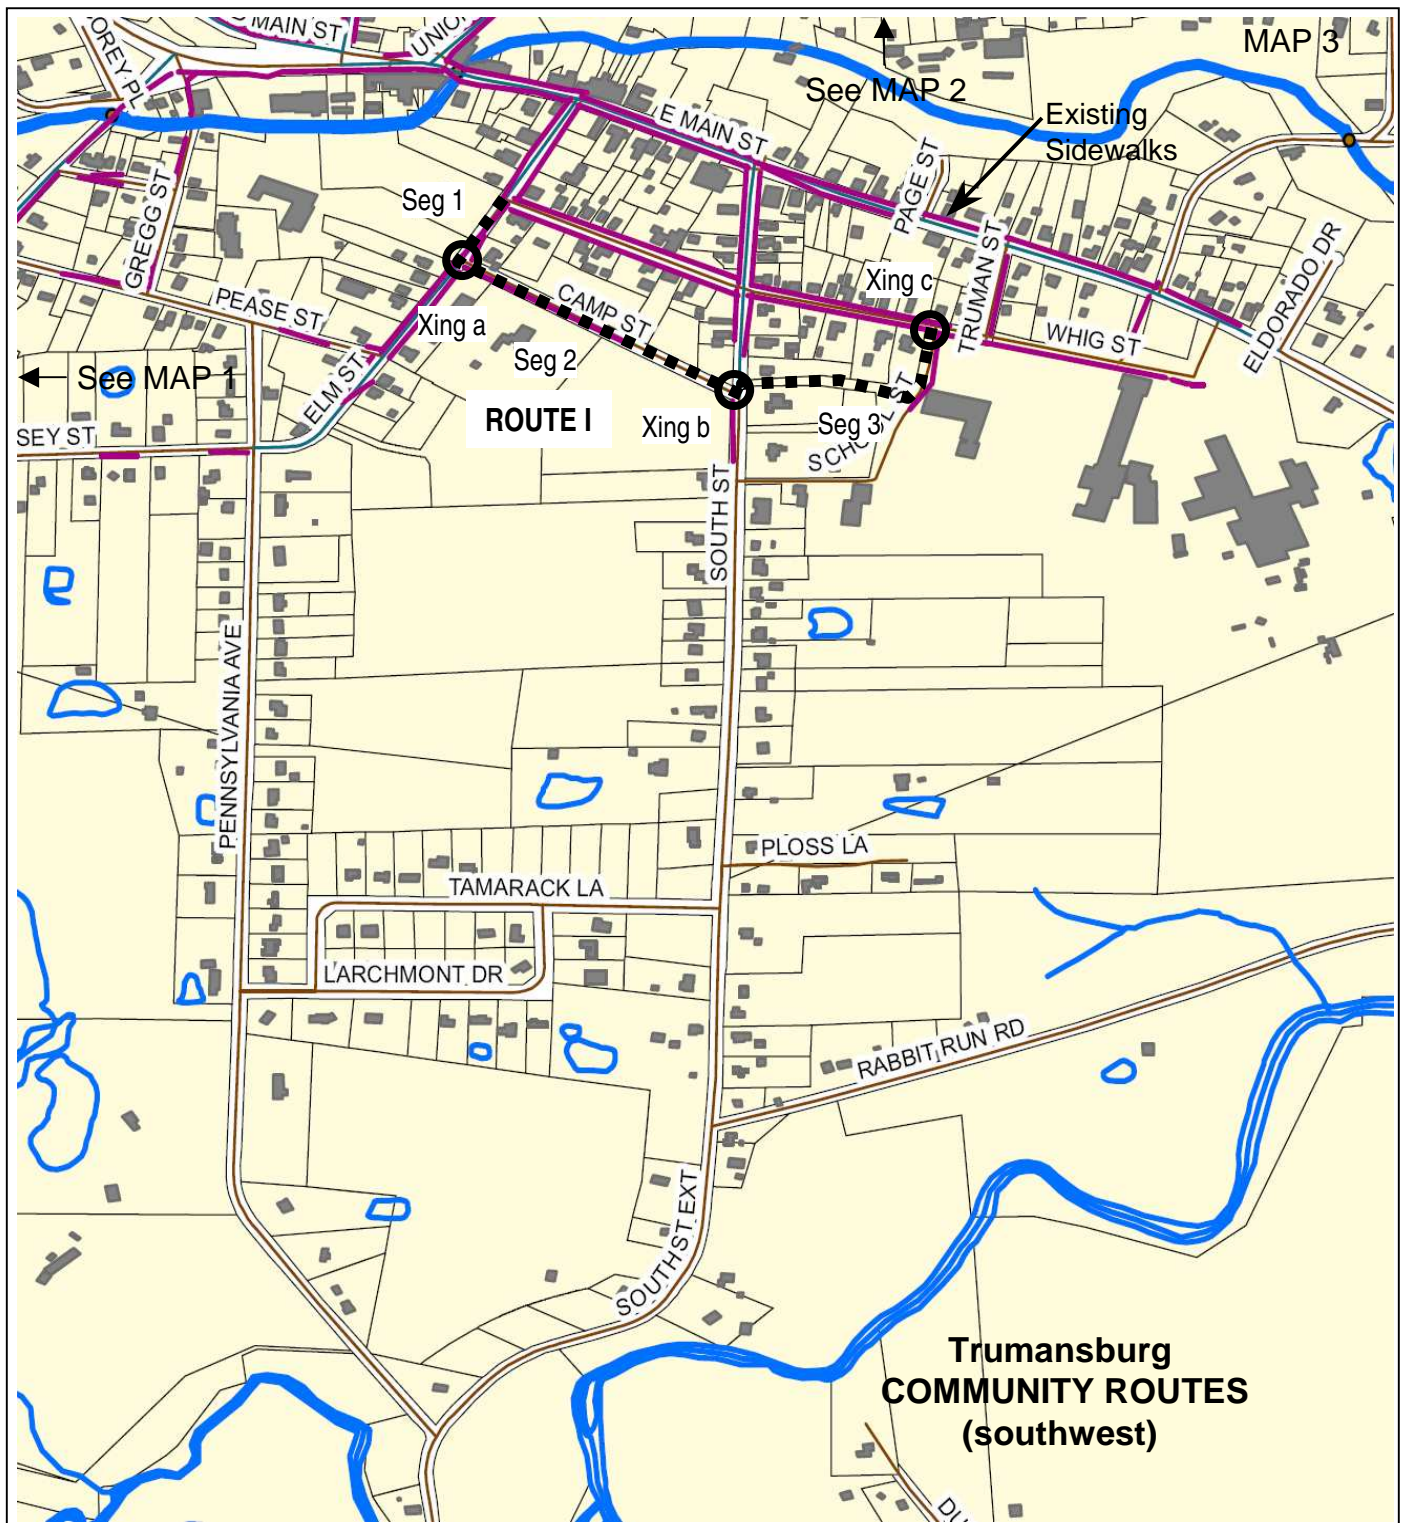 MAIN ST
UNION
MAP 3
OREY PL
See MAP 2
Existing
Sidewalks
E MAIN ST
PAGE ST
GREGG ST
Seg 1
TRUMAN ST
ELDORADO DR
Xing c
PEASE ST
CAMP ST
Xing a
WHIG ST
Seg 2
See MAP 1
ELM ST
ROUTE I
Xing b
Seg 3
SCHOOL ST
SEY ST
SOUTH ST
PENNSYLVANIA AVE
PLOSS LA
TAMARACK LA
LARCHMONT DR
RABBIT RUN RD
SOUTH ST EXT
Trumansburg
COMMUNITY ROUTES
(southwest)